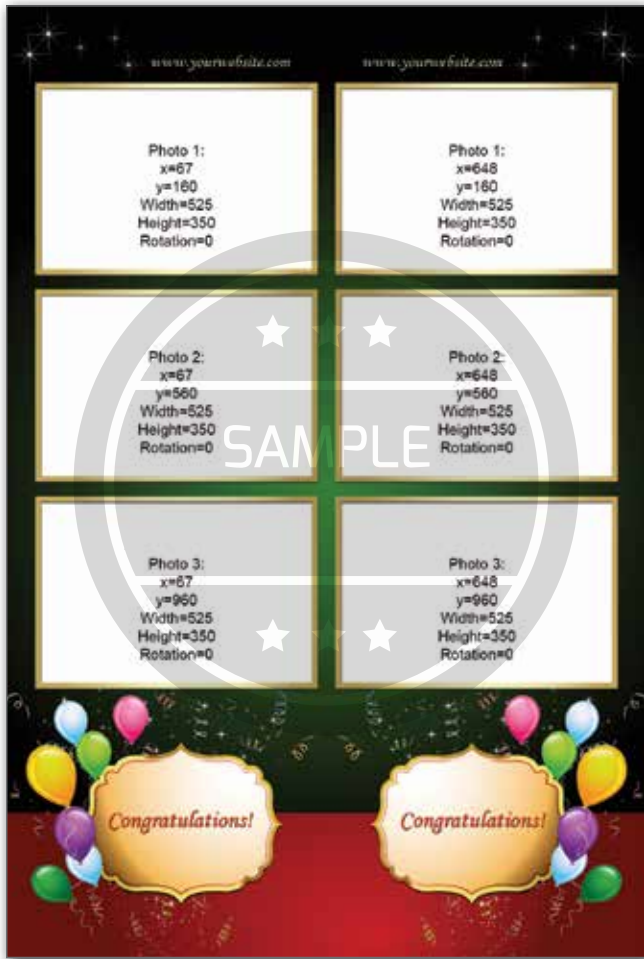 www.yourwebsite.com
www.yourwebsite.com
Photo 1:
x=67
y=160
Width=525
Height=350
Rotation=0
Photo 1:
x=648
y=160
Width=525
Height=350
Rotation=0
Photo 2:
x=67
y=560
Width=525
Height=350
Rotation=0
Photo 2:
x=648
y=560
Width=525
Height=350
Rotation=0
SAMPLE
Photo 3:
x=67
y=960
Width=525
Height=350
Rotation=0
Photo 3:
x=648
y=960
Width=525
Height=350
Rotation=0
Congratulations!
Congratulations!